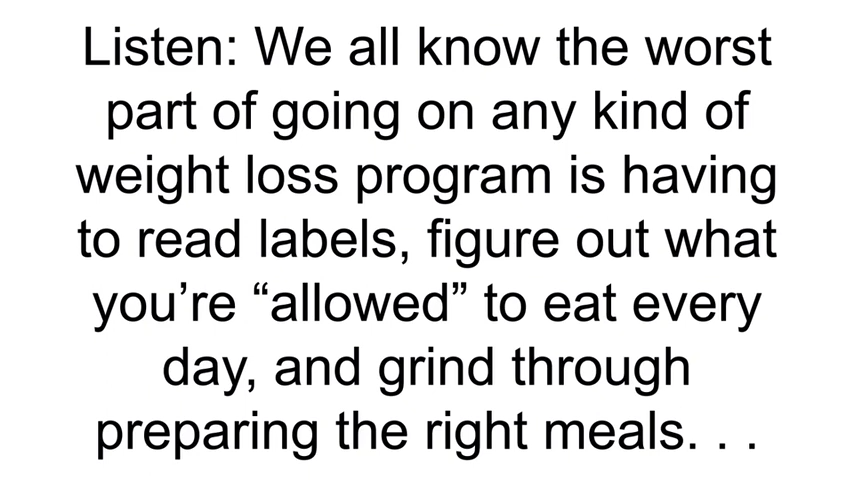 Listen: We all know the worst
part of going on any kind of
weight loss program is having
to read labels, figure out what
you’re “allowed” to eat every
day, and grind through
preparing the right meals. . .